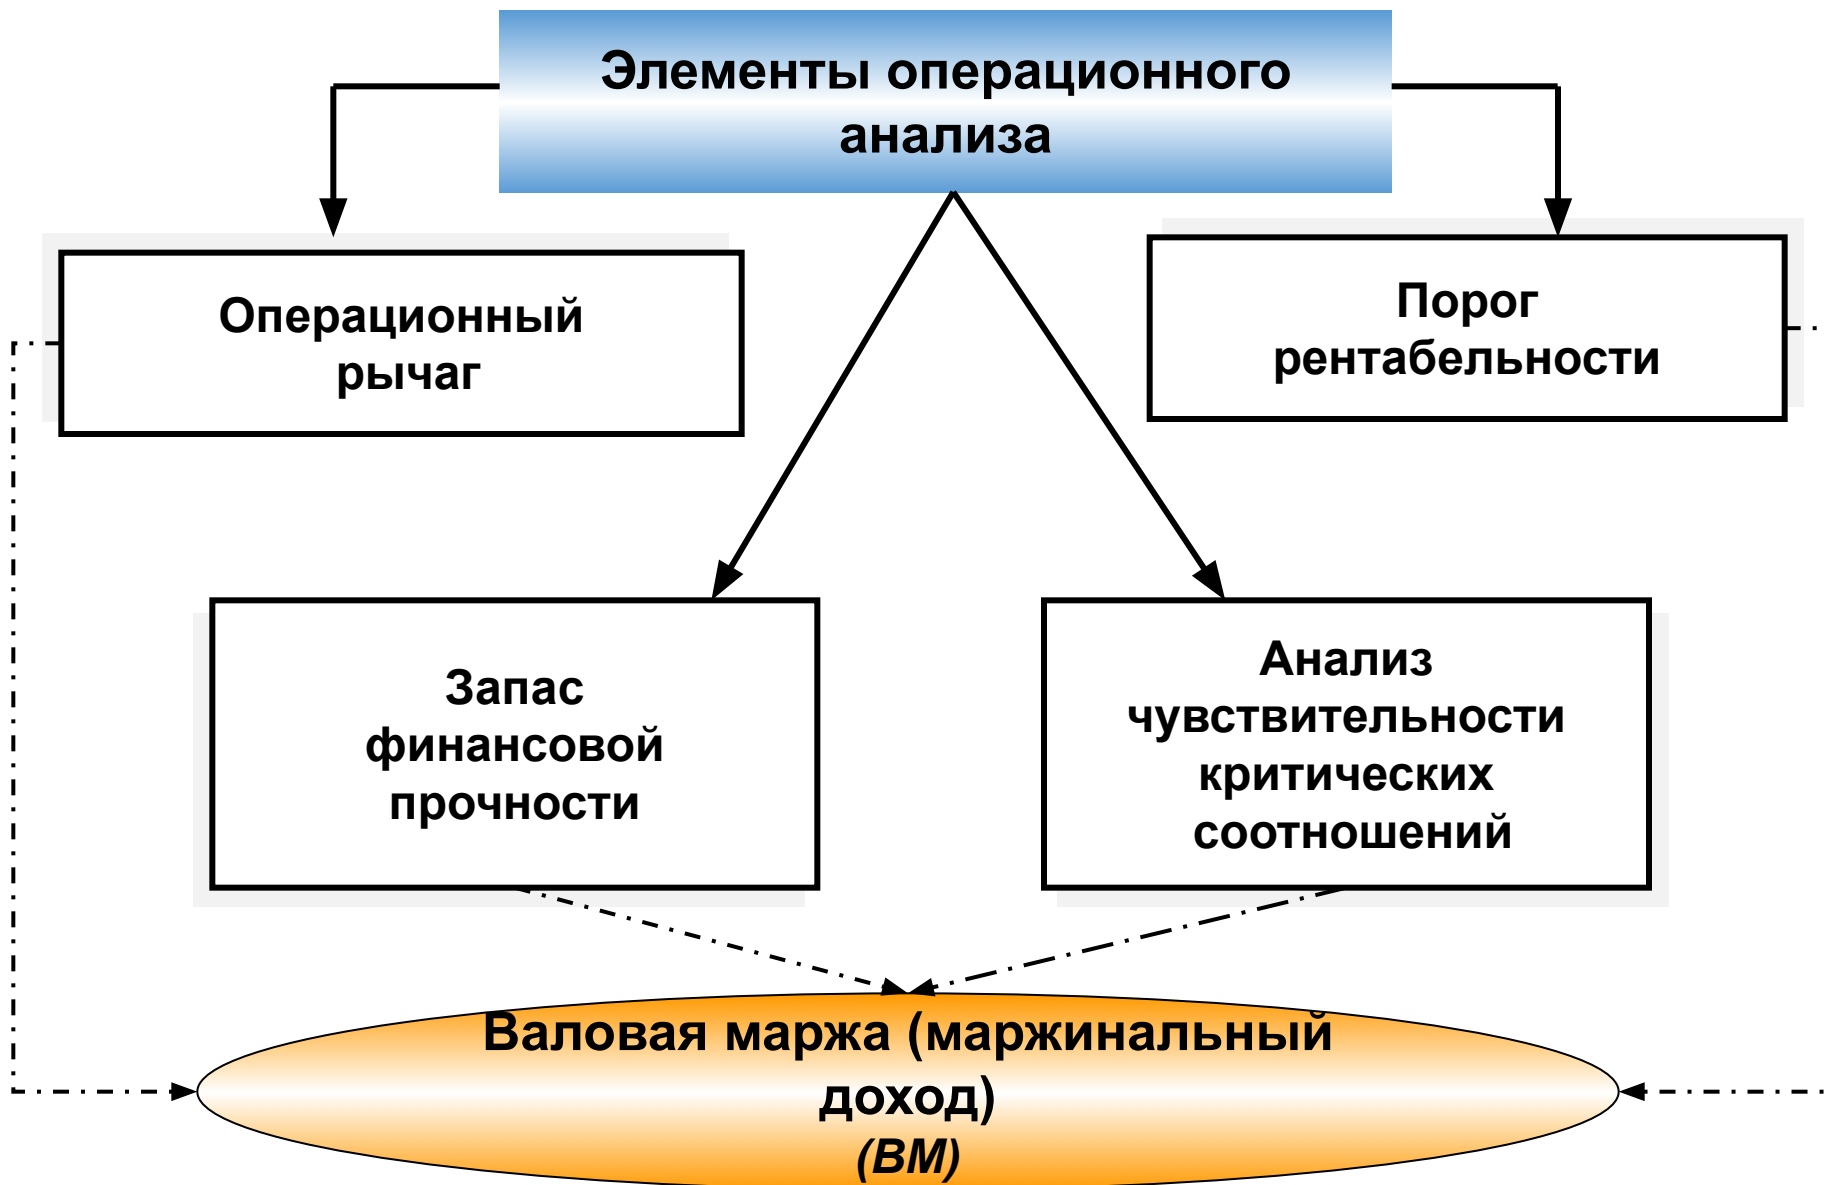 Элементы операционного
анализа
Операционный
рычаг
Порог
рентабельности
Запас
финансовой
прочности
Анализ
чувствительности
критических
соотношений
Валовая маржа (маржинальный
доход)
(ВМ)